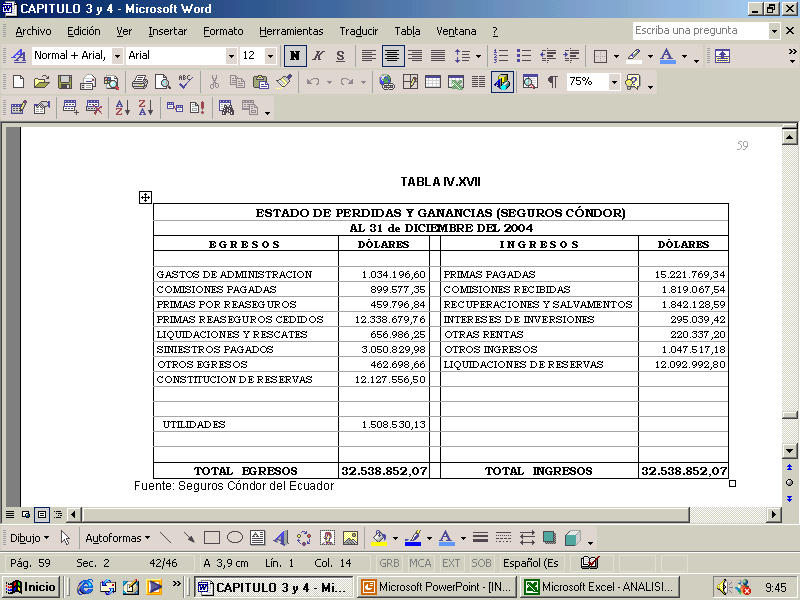 CAPITULO 3 y 4 - Microsoft Word
Archivo Edición Ver Insertar Formato Herramientas Traducir Tabla Ventana ? Escriba una pregunta
Normal + Arial, Arial 12 N K S
75%
59
TABLA IV.XVII
ESTADO DE PERDIDAS Y GANANCIAS (SEGUROS CÓNDOR)
AL 31 de DICIEMBRE DEL 2004
E G R E S O S DÓLARES I N G R E S O S DÓLARES
GASTOS DE ADMINISTRACION 1.034.196,60 PRIMAS PAGADAS 15.221.769,34
COMISIONES PAGADAS 899.577,35 COMISIONES RECIBIDAS 1.819.067,54
PRIMAS POR REASEGUROS 459.796,84 RECUPERACIONES Y SALVAMENTOS 1.842.128,59
PRIMAS REASEGUROS CEDIDOS 12.338.679,76 INTERESES DE INVERSIONES 295.039,42
LIQUIDACIONES Y RESCATES 656.986,25 OTRAS RENTAS 220.337,20
SINIESTROS PAGADOS 3.050.829,98 OTROS INGRESOS 1.047.517,18
OTROS EGRESOS 462.698,66 LIQUIDACIONES DE RESERVAS 12.092.992,80
CONSTITUCION DE RESERVAS 12.127.556,50
UTILIDADES 1.508.530,13
TOTAL EGRESOS 32.538.852,07 TOTAL INGRESOS 32.538.852,07
Fuente: Seguros Cóndor del Ecuador
Dibujo Autoformas
Pág. 59 Sec. 2 42/46 A 3,9 cm Lín. 1 Col. 14 GRB MCA EXT SOB Español (Es
Inicio CAPITULO 3 y 4 - Mi... Microsoft PowerPoint - [IN... Microsoft Excel - ANALISI... 9:45